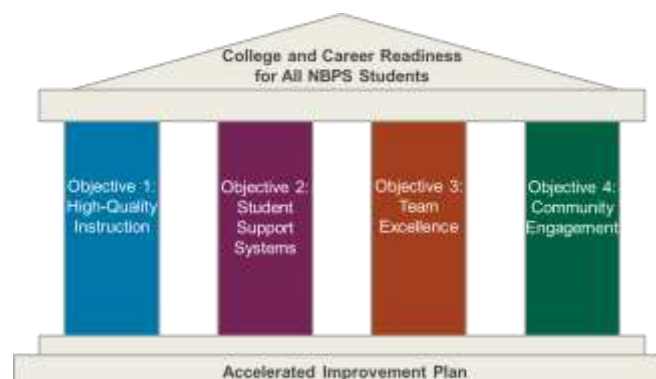 College and Career Readiness
for All NBPS Students
Objective 1:
High-Quality
Instruction
Objective 2:
Student
Support
Systems
Objective 3:
Team
Excellence
Objective 4:
Community
Engagement
Accelerated Improvement Plan